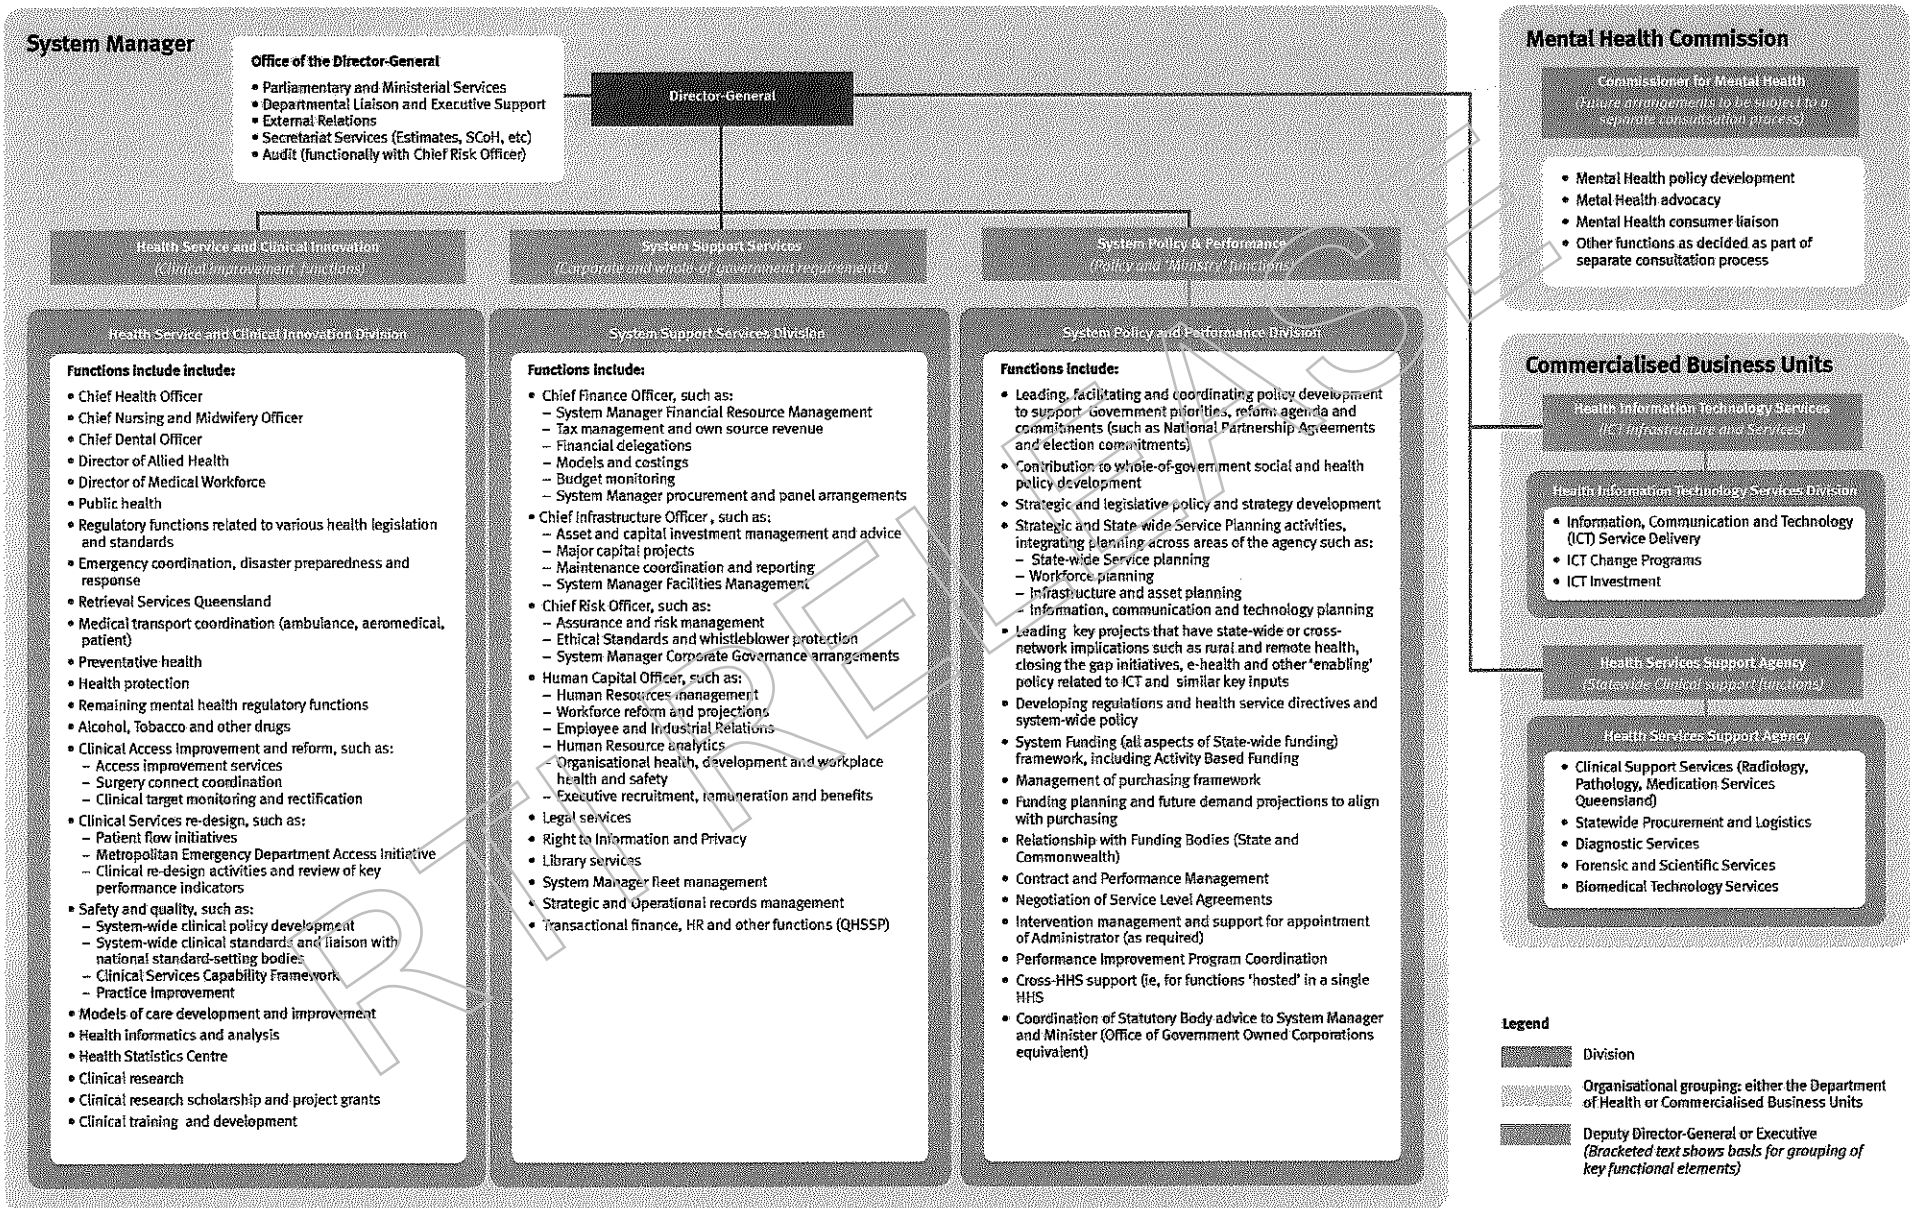 System Manager
Office of the Director-General
• Parliamentary and Ministerial Services
• Departmental Liaison and Executive Support
• External Relations
• Secretariat Services (Estimates, SCoH, etc)
• Audit (functionally with Chief Risk Officer)
Director-General
Health Service and Clinical Innovation
(Clinical improvement functions)
System Support Services
(Corporate and whole-of-government requirements)
System Policy & Performance
(Policy and 'Ministry' functions)
Health Service and Clinical Innovation Division
Functions include include:
• Chief Health Officer
• Chief Nursing and Midwifery Officer
• Chief Dental Officer
• Director of Allied Health
• Director of Medical Workforce
• Public health
• Regulatory functions related to various health legislation
and standards
• Emergency coordination, disaster preparedness and
response
• Retrieval Services Queensland
• Medical transport coordination (ambulance, aeromedical,
patient)
• Preventative health
• Health protection
• Remaining mental health regulatory functions
• Alcohol, Tobacco and other drugs
• Clinical Access Improvement and reform, such as:
– Access improvement services
– Surgery connect coordination
– Clinical target monitoring and rectification
• Clinical Services re-design, such as:
– Patient flow initiatives
– Metropolitan Emergency Department Access Initiative
– Clinical re-design activities and review of key
performance indicators
• Safety and quality, such as:
– System-wide clinical policy development
– System-wide clinical standards and liaison with
national standard-setting bodies
– Clinical Services Capability Framework
– Practice Improvement
• Models of care development and improvement
• Health informatics and analysis
• Health Statistics Centre
• Clinical research
• Clinical research scholarship and project grants
• Clinical training and development
System Support Services Division
Functions include:
• Chief Finance Officer, such as:
– System Manager Financial Resource Management
– Tax management and own source revenue
– Financial delegations
– Models and costings
– Budget monitoring
– System Manager procurement and panel arrangements
• Chief Infrastructure Officer , such as:
– Asset and capital investment management and advice
– Major capital projects
– Maintenance coordination and reporting
– System Manager Facilities Management
• Chief Risk Officer, such as:
– Assurance and risk management
– Ethical Standards and whistleblower protection
– System Manager Corporate Governance arrangements
• Human Capital Officer, such as:
– Human Resources management
– Workforce reform and projections
– Employee and Industrial Relations
– Human Resource analytics
– Organisational health, development and workplace
health and safety
– Executive recruitment, remuneration and benefits
• Legal services
• Right to Information and Privacy
• Library services
• System Manager fleet management
• Strategic and Operational records management
• Transactional finance, HR and other functions (QHSSP)
System Policy and Performance Division
Functions include:
• Leading, facilitating and coordinating policy development
to support Government priorities, reform agenda and
commitments (such as National Partnership Agreements
and election commitments)
• Contribution to whole-of-government social and health
policy development
• Strategic and legislative policy and strategy development
• Strategic and State-wide Service Planning activities,
integrating planning across areas of the agency such as:
– State-wide Service planning
– Workforce planning
– Infrastructure and asset planning
– Information, communication and technology planning
• Leading key projects that have state-wide or cross-
network implications such as rural and remote health,
closing the gap initiatives, e-health and other 'enabling'
policy related to ICT and similar key inputs
• Developing regulations and health service directives and
system-wide policy
• System Funding (all aspects of State-wide funding)
framework, including Activity Based Funding
• Management of purchasing framework
• Funding planning and future demand projections to align
with purchasing
• Relationship with Funding Bodies (State and
Commonwealth)
• Contract and Performance Management
• Negotiation of Service Level Agreements
• Intervention management and support for appointment
of Administrator (as required)
• Performance Improvement Program Coordination
• Cross-HHS support (ie, for functions 'hosted' in a single
HHS
• Coordination of Statutory Body advice to System Manager
and Minister (Office of Government Owned Corporations
equivalent)
Mental Health Commission
Commissioner for Mental Health
(Future arrangements to be subject to a
separate consultation process)
• Mental Health policy development
• Metal Health advocacy
• Mental Health consumer liaison
• Other functions as decided as part of
separate consultation process
Commercialised Business Units
Health Information Technology Services
(ICT Infrastructure and Services)
Health Information Technology Services Division
• Information, Communication and Technology
(ICT) Service Delivery
• ICT Change Programs
• ICT Investment
Health Services Support Agency
(Statewide Clinical support functions)
Health Services Support Agency
• Clinical Support Services (Radiology,
Pathology, Medication Services
Queensland)
• Statewide Procurement and Logistics
• Diagnostic Services
• Forensic and Scientific Services
• Biomedical Technology Services
Legend
Division
Organisational grouping: either the Department
of Health or Commercialised Business Units
Deputy Director-General or Executive
(Bracketed text shows basis for grouping of
key functional elements)
RTI RELEASE